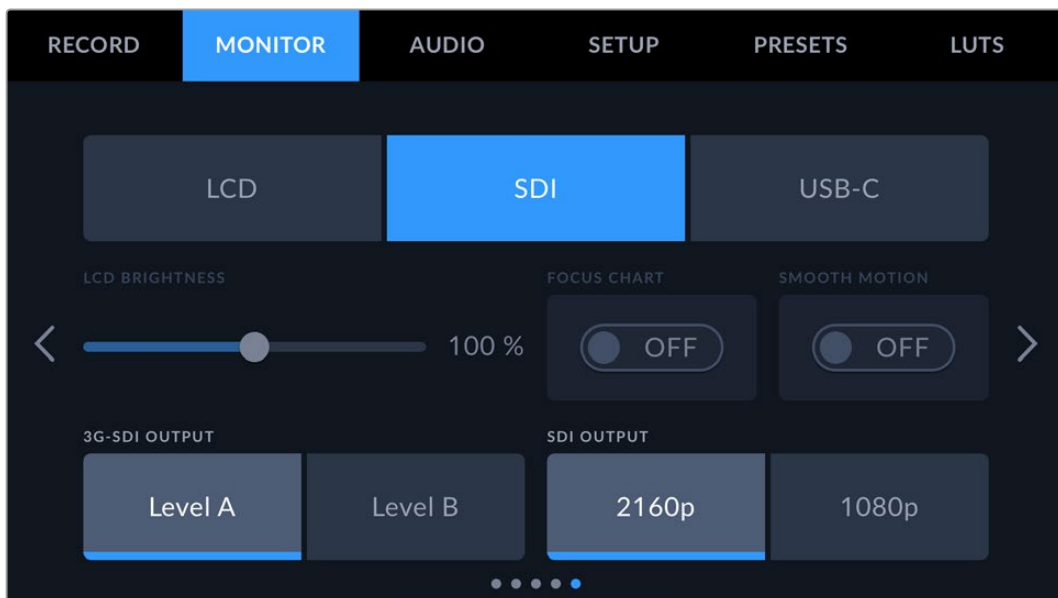 RECORD MONITOR AUDIO SETUP PRESETS LUTS
LCD SDI USB-C
LCD BRIGHTNESS FOCUS CHART SMOOTH MOTION
100 % OFF OFF
3G-SDI OUTPUT SDI OUTPUT
Level A Level B 2160p 1080p